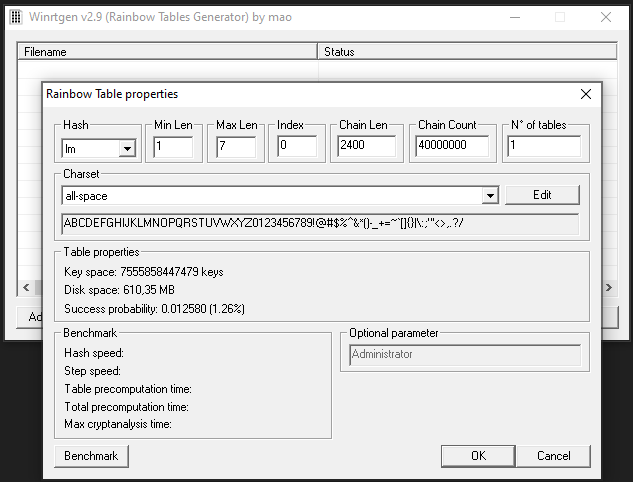 Winrtgen v2.9 (Rainbow Tables Generator) by mao
Filename Status
Rainbow Table properties
Hash Min Len Max Len Index Chain Len Chain Count N° of tables
lm 1 7 0 2400 40000000 1
Charset
all-space Edit
ABCDEFGHIJKLMNOPQRSTUVWXYZ0123456789!@#$%^&*()-_+=~`[]{}|\:;"'<>,.?/
Table properties
Key space: 7555858447479 keys
Disk space: 610,35 MB
Success probability: 0.012580 (1.26%)
Ad
Benchmark Optional parameter
Hash speed: Administrator
Step speed:
Table precomputation time:
Total precomputation time:
Max cryptanalysis time:
Benchmark OK Cancel